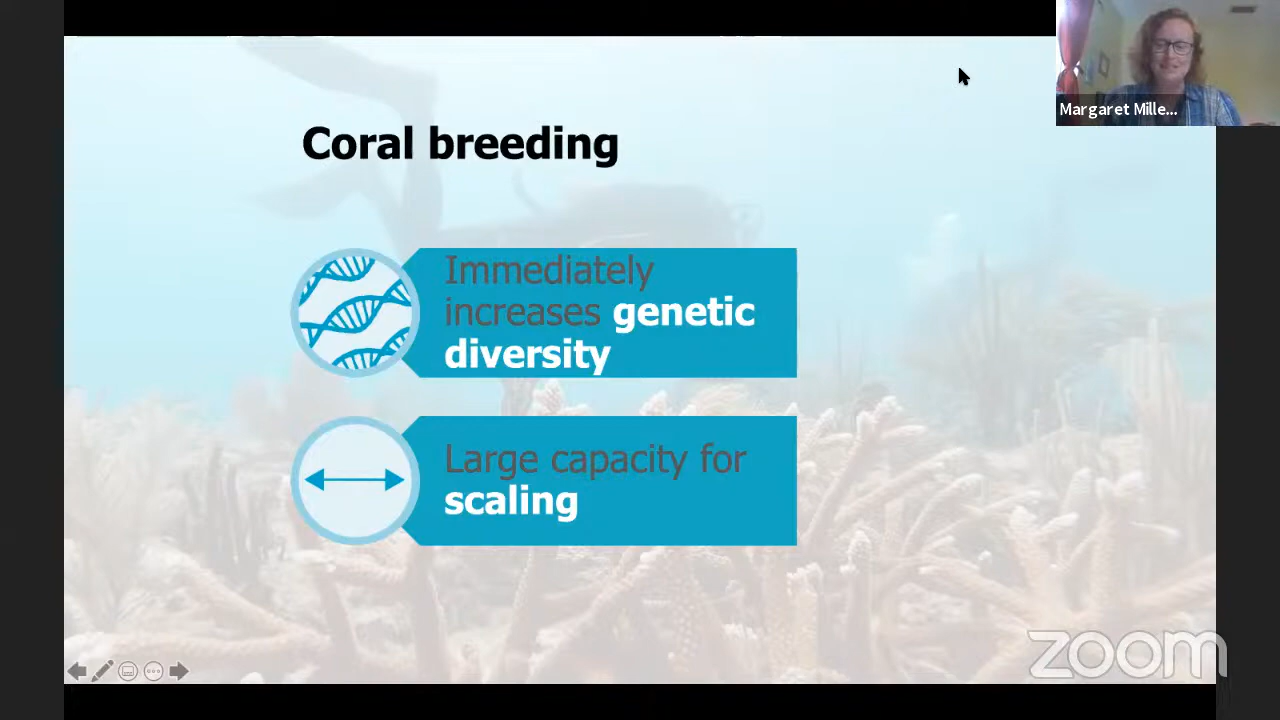 Margaret Mille...
Coral breeding
Immediately
increases genetic
diversity
Large capacity for
scaling
zoom